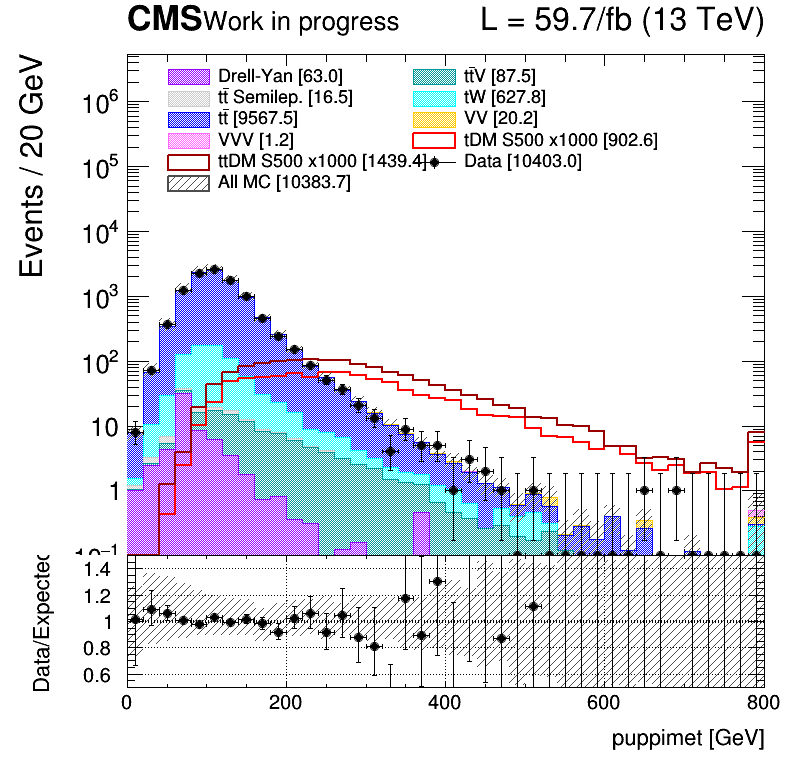 CMS Work in progress L = 59.7/fb (13 TeV)
Events / 20 GeV
Drell-Yan [63.0] tt̄V [87.5]
tt̄ Semilep. [16.5] tW [627.8]
tt̄ [9567.5] VV [20.2]
VVV [1.2] tDM S500 x1000 [902.6]
ttDM S500 x1000 [1439.4] Data [10403.0]
All MC [10383.7]
10⁶
10⁵
10⁴
10³
10²
10
1
10⁻¹
Data/Expected
1.4
1.2
1
0.8
0.6
0 200 400 600 800
puppimet [GeV]